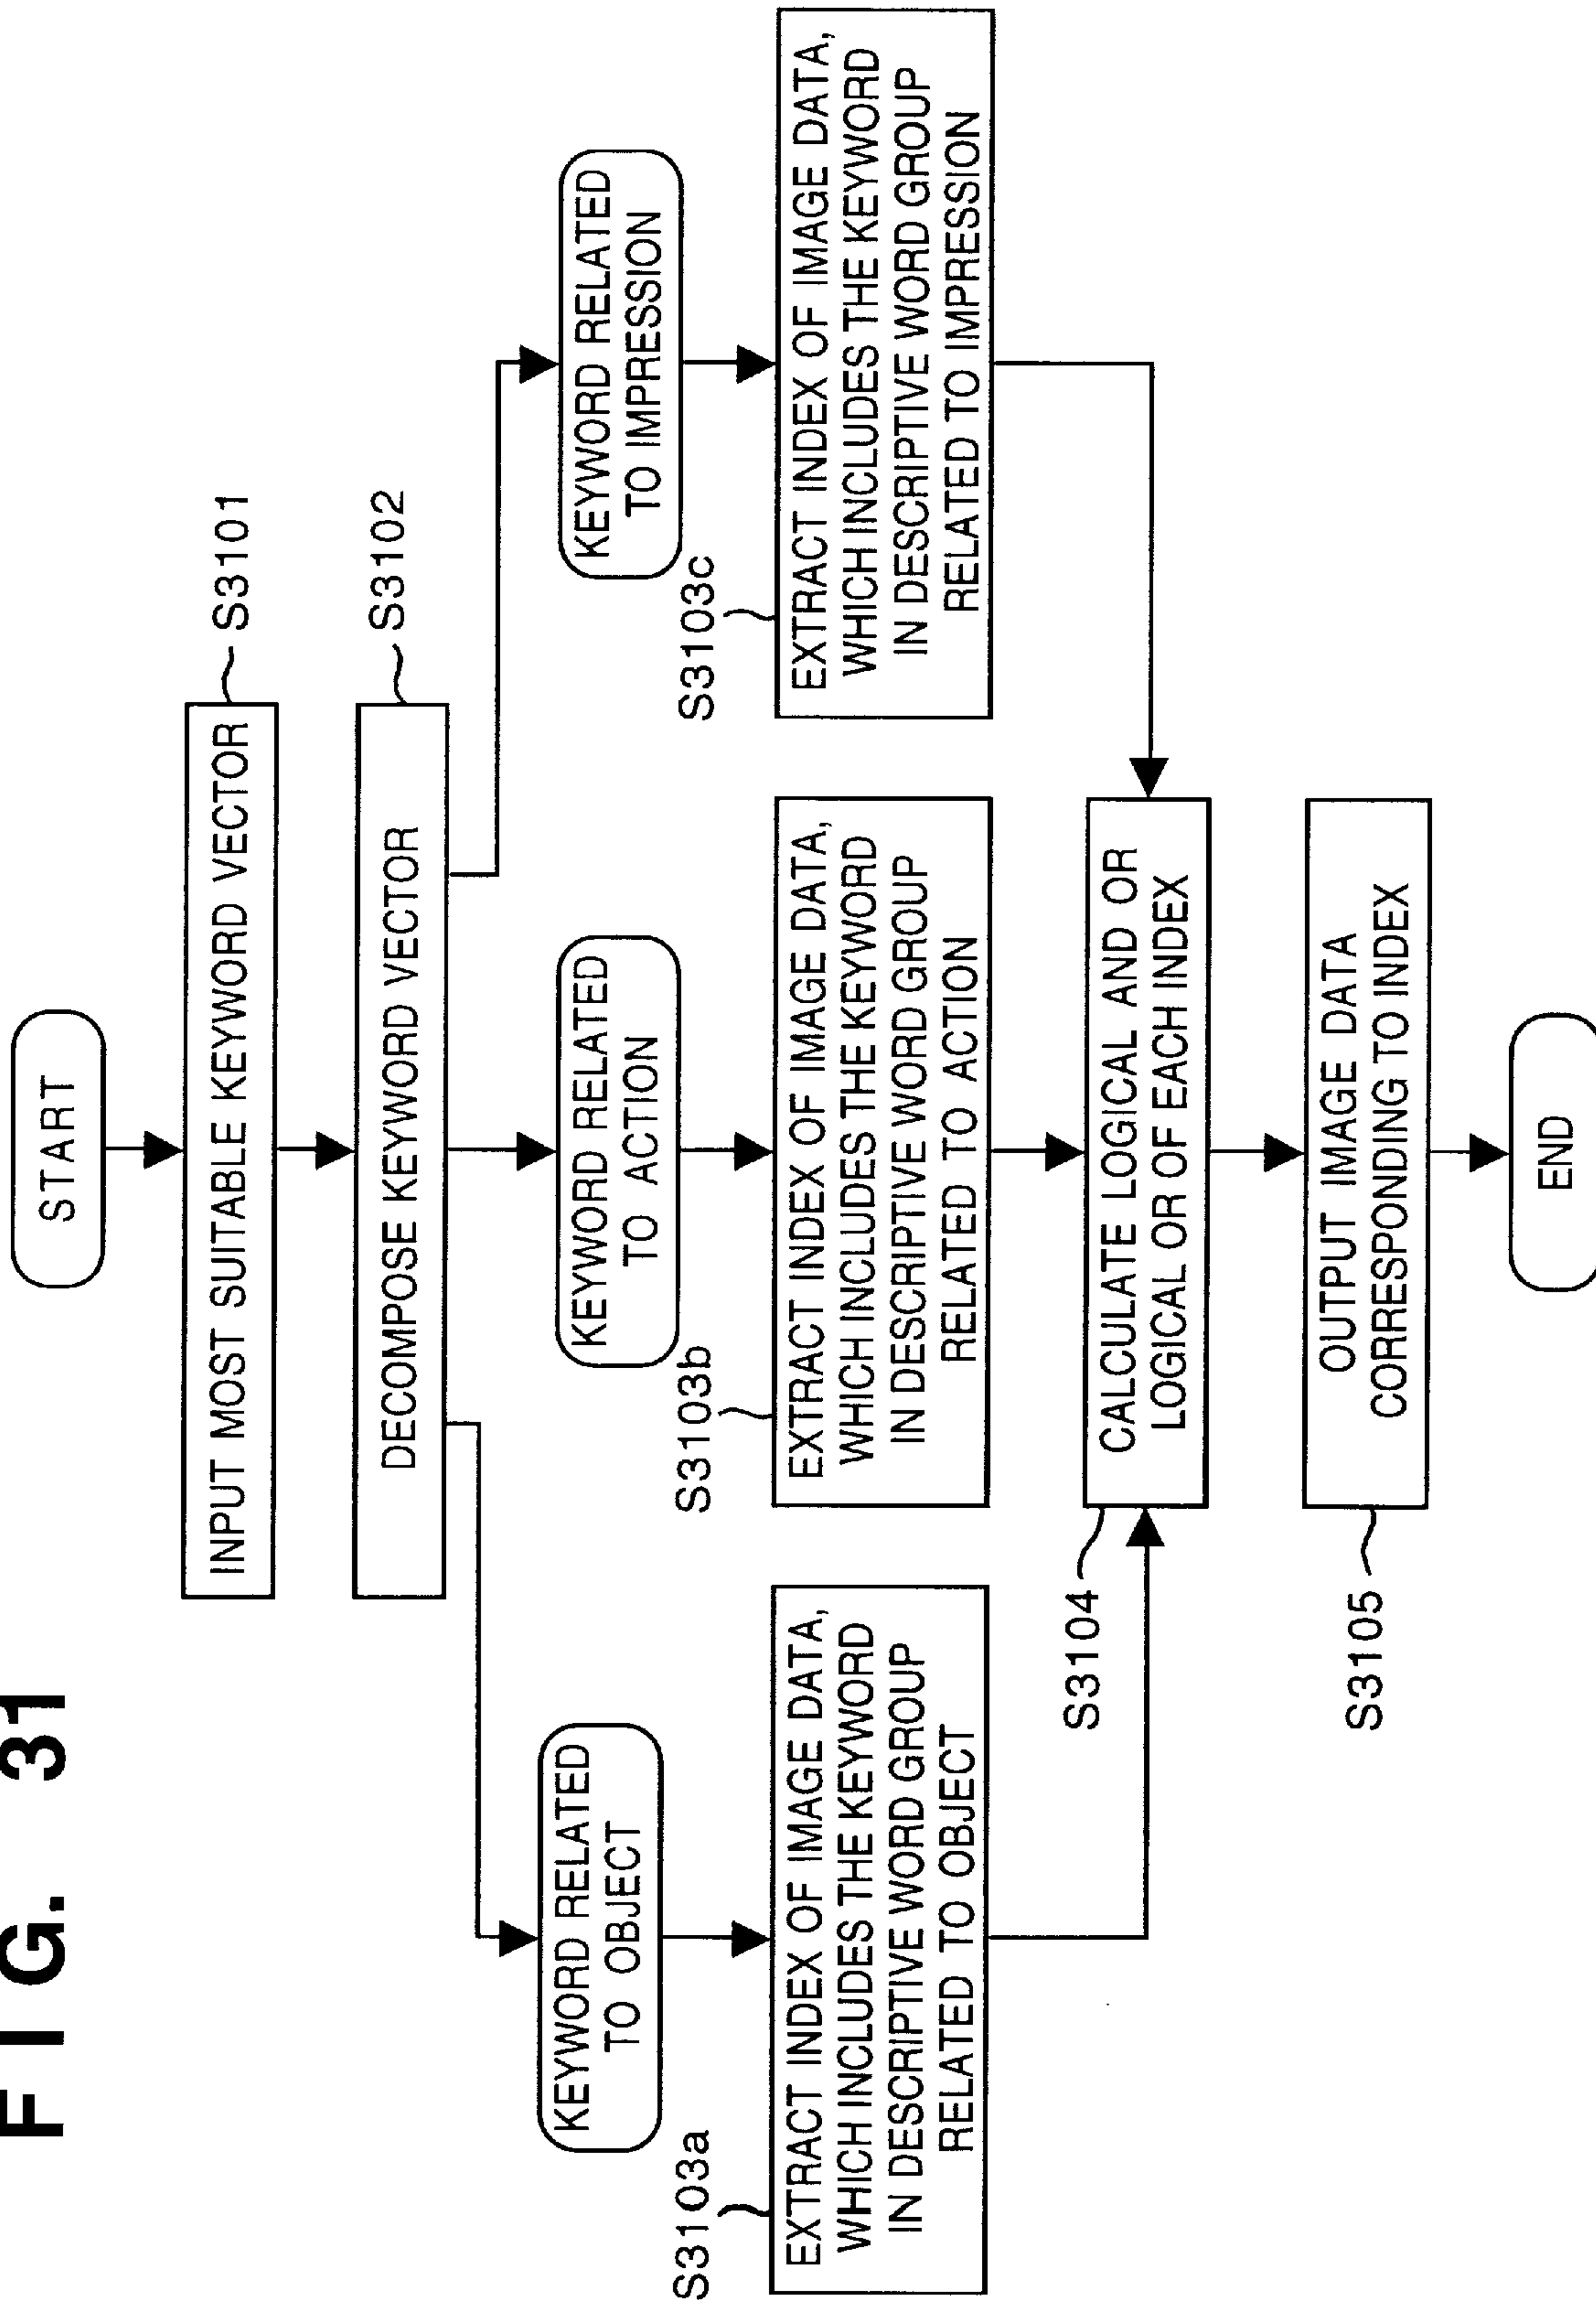 FIG. 31
START
INPUT MOST SUITABLE KEYWORD VECTOR
S3101
DECOMPOSE KEYWORD VECTOR
S3102
KEYWORD RELATED
TO OBJECT
KEYWORD RELATED
TO ACTION
KEYWORD RELATED
TO IMPRESSION
S3103a
EXTRACT INDEX OF IMAGE DATA,
WHICH INCLUDES THE KEYWORD
IN DESCRIPTIVE WORD GROUP
RELATED TO OBJECT
S3103b
EXTRACT INDEX OF IMAGE DATA,
WHICH INCLUDES THE KEYWORD
IN DESCRIPTIVE WORD GROUP
RELATED TO ACTION
S3103c
EXTRACT INDEX OF IMAGE DATA,
WHICH INCLUDES THE KEYWORD
IN DESCRIPTIVE WORD GROUP
RELATED TO IMPRESSION
S3104
CALCULATE LOGICAL AND OR
LOGICAL OR OF EACH INDEX
S3105
OUTPUT IMAGE DATA
CORRESPONDING TO INDEX
END